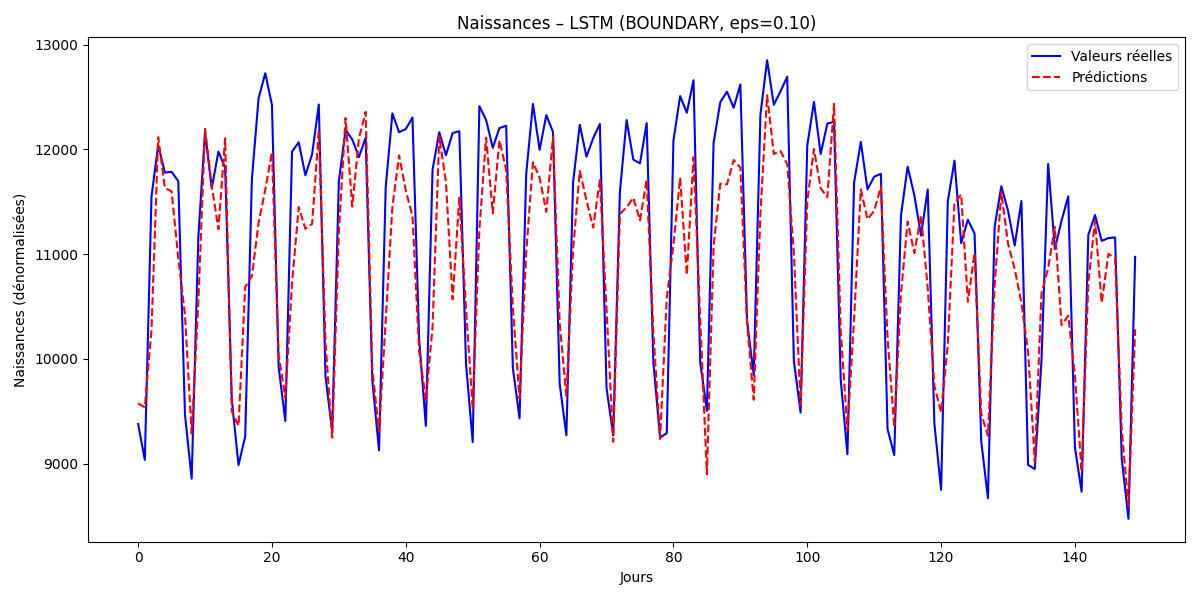 Naissances – LSTM (BOUNDARY, eps=0.10)
Valeurs réelles
Prédictions
Naissances (dénormalisées)
13000
12000
11000
10000
9000
0 20 40 60 80 100 120 140
Jours